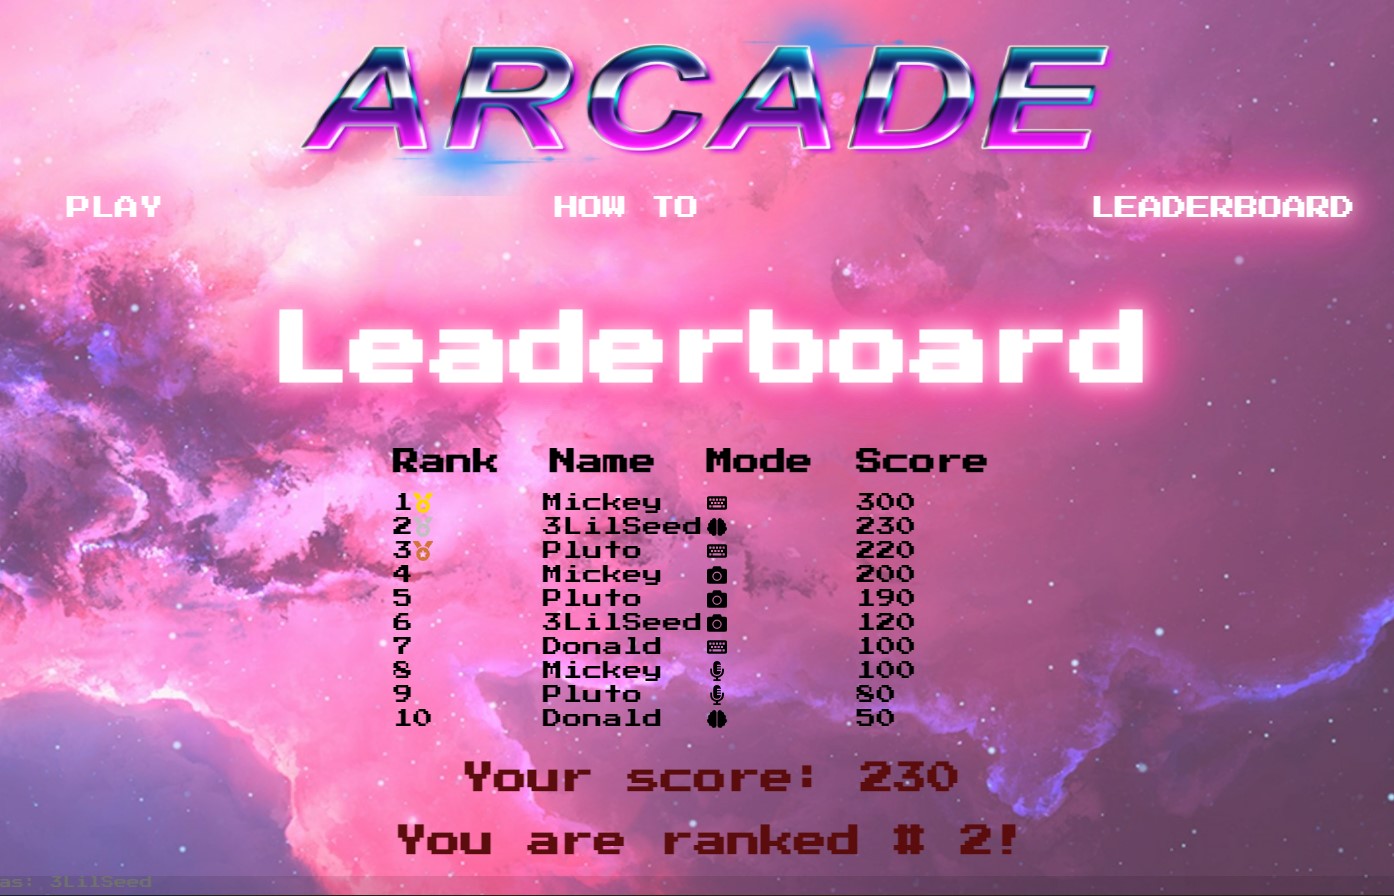 ARCADE
PLAY HOW TO LEADERBOARD
Leaderboard
Rank Name Mode Score
1 Mickey 300
2 3LilSeed 230
3 Pluto 220
4 Mickey 200
5 Pluto 190
6 3LilSeed 120
7 Donald 100
8 Mickey 100
9 Pluto 80
10 Donald 50
Your score: 230
You are ranked # 2!
as: 3LilSeed